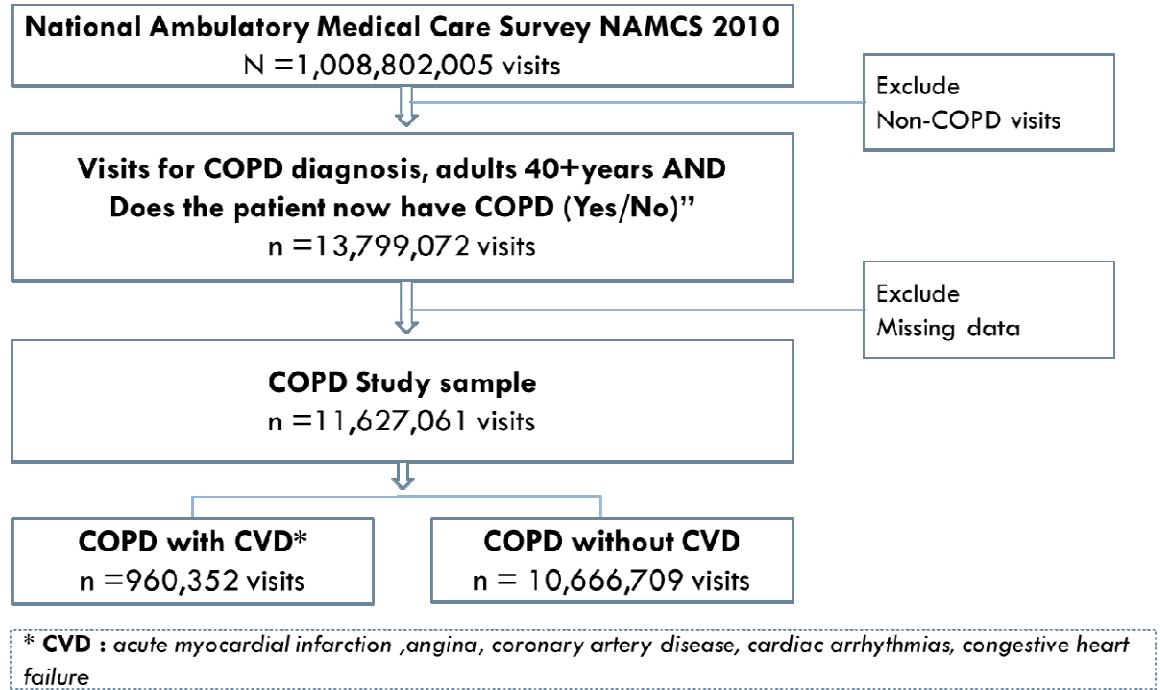 National Ambulatory Medical Care Survey NAMCS 2010
N =1,008,802,005 visits
Exclude
Non-COPD visits
Visits for COPD diagnosis, adults 40+years AND
Does the patient now have COPD (Yes/No)”
n =13,799,072 visits
Exclude
Missing data
COPD Study sample
n =11,627,061 visits
COPD with CVD*
n =960,352 visits
COPD without CVD
n = 10,666,709 visits
* CVD : acute myocardial infarction ,angina, coronary artery disease, cardiac arrhythmias, congestive heart
failure